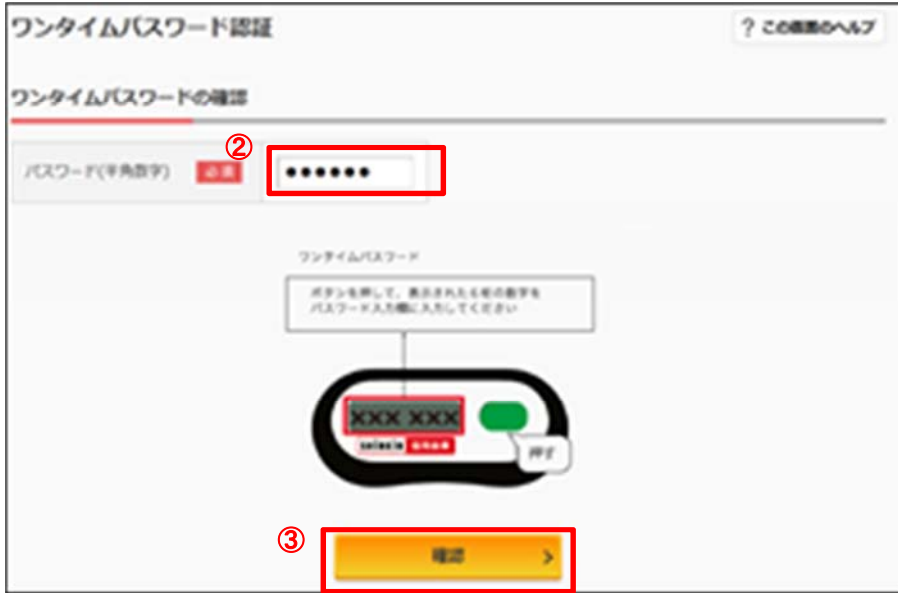 ワンタイムパスワード認証
? この画面のヘルプ
ワンタイムパスワードの確認
②
パスワード(半角数字) 必須 ●●●●●●
ワンタイムパスワード
ボタンを押して、表示された6桁の数字を
パスワード入力欄に入力してください
XXX XXX
押す
③
確認 >